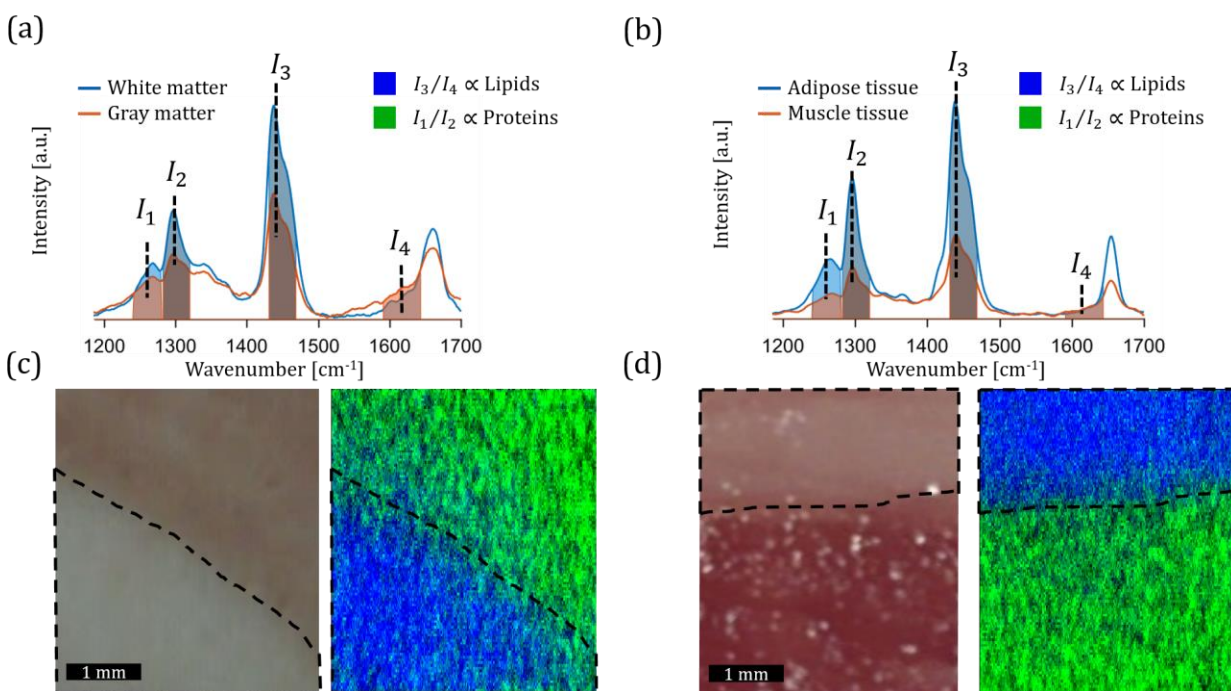 (a)
I₃
White matter
Gray matter
I₃/I₄ ∝ Lipids
I₁/I₂ ∝ Proteins
I₂
I₁
I₄
Intensity [a.u.]
1200 1300 1400 1500 1600 1700
Wavenumber [cm⁻¹]
(b)
I₃
Adipose tissue
Muscle tissue
I₃/I₄ ∝ Lipids
I₁/I₂ ∝ Proteins
I₂
I₁
I₄
Intensity [a.u.]
1200 1300 1400 1500 1600 1700
Wavenumber [cm⁻¹]
(c)
1 mm
(d)
1 mm